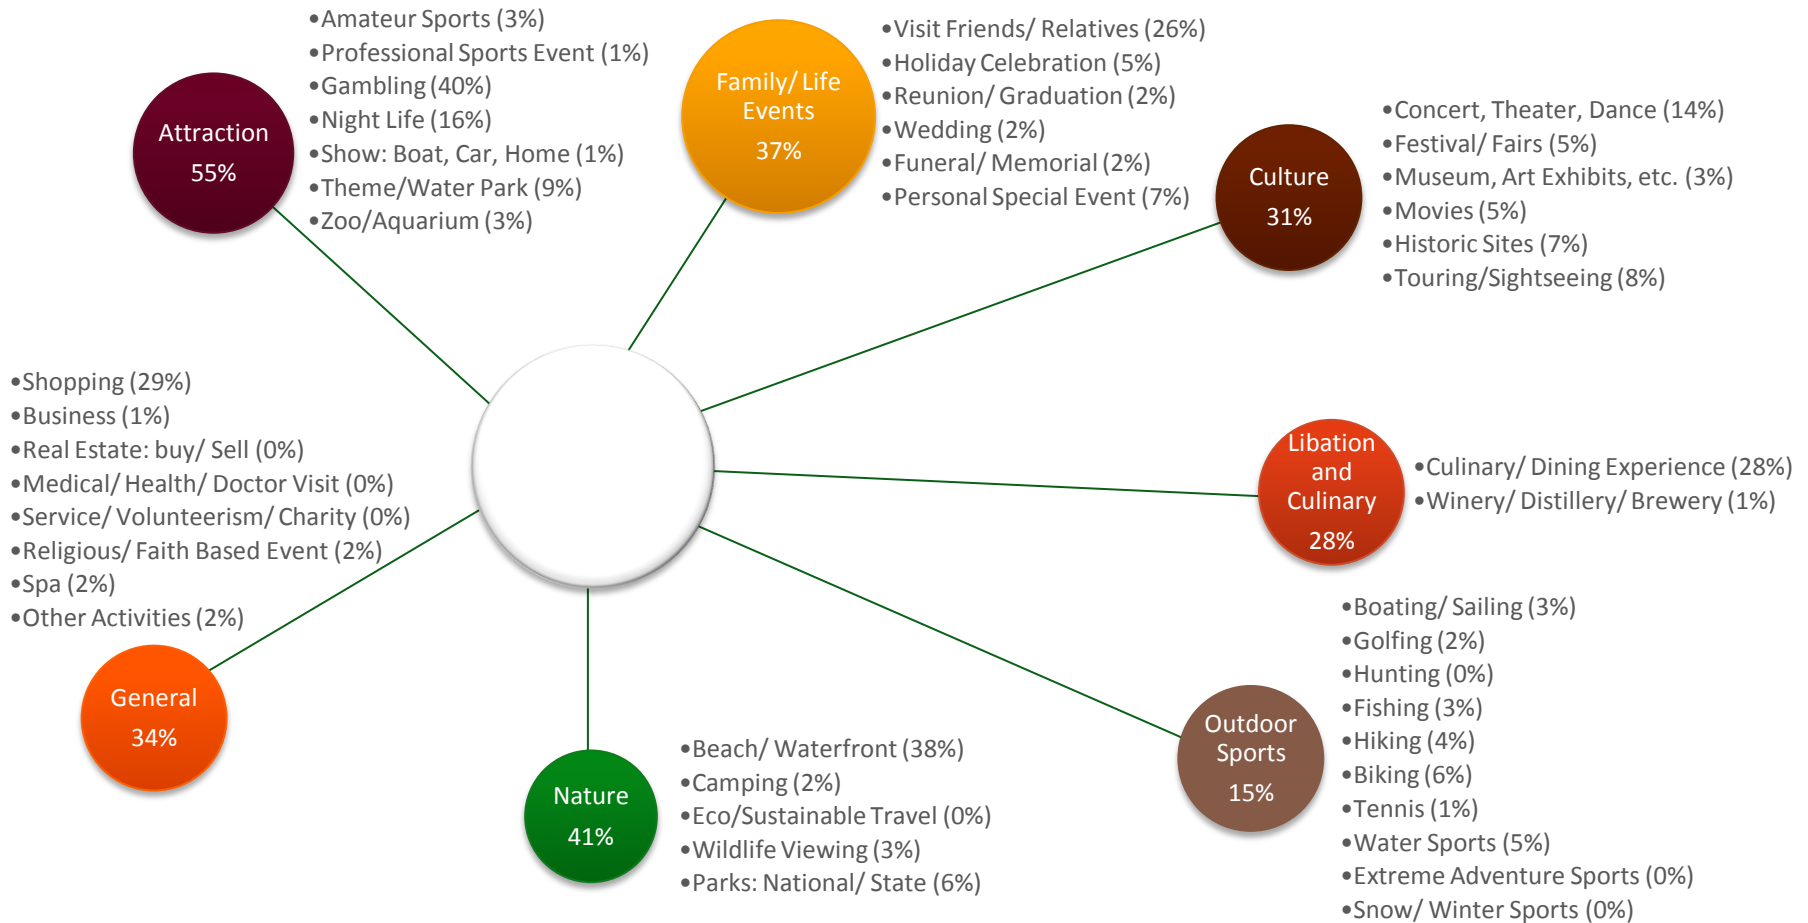 Attraction
55%
•Amateur Sports (3%)
•Professional Sports Event (1%)
•Gambling (40%)
•Night Life (16%)
•Show: Boat, Car, Home (1%)
•Theme/Water Park (9%)
•Zoo/Aquarium (3%)
Family/ Life
Events
37%
•Visit Friends/ Relatives (26%)
•Holiday Celebration (5%)
•Reunion/ Graduation (2%)
•Wedding (2%)
•Funeral/ Memorial (2%)
•Personal Special Event (7%)
Culture
31%
•Concert, Theater, Dance (14%)
•Festival/ Fairs (5%)
•Museum, Art Exhibits, etc. (3%)
•Movies (5%)
•Historic Sites (7%)
•Touring/Sightseeing (8%)
•Shopping (29%)
•Business (1%)
•Real Estate: buy/ Sell (0%)
•Medical/ Health/ Doctor Visit (0%)
•Service/ Volunteerism/ Charity (0%)
•Religious/ Faith Based Event (2%)
•Spa (2%)
•Other Activities (2%)
General
34%
Libation
and
Culinary
28%
•Culinary/ Dining Experience (28%)
•Winery/ Distillery/ Brewery (1%)
Nature
41%
•Beach/ Waterfront (38%)
•Camping (2%)
•Eco/Sustainable Travel (0%)
•Wildlife Viewing (3%)
•Parks: National/ State (6%)
Outdoor
Sports
15%
•Boating/ Sailing (3%)
•Golfing (2%)
•Hunting (0%)
•Fishing (3%)
•Hiking (4%)
•Biking (6%)
•Tennis (1%)
•Water Sports (5%)
•Extreme Adventure Sports (0%)
•Snow/ Winter Sports (0%)